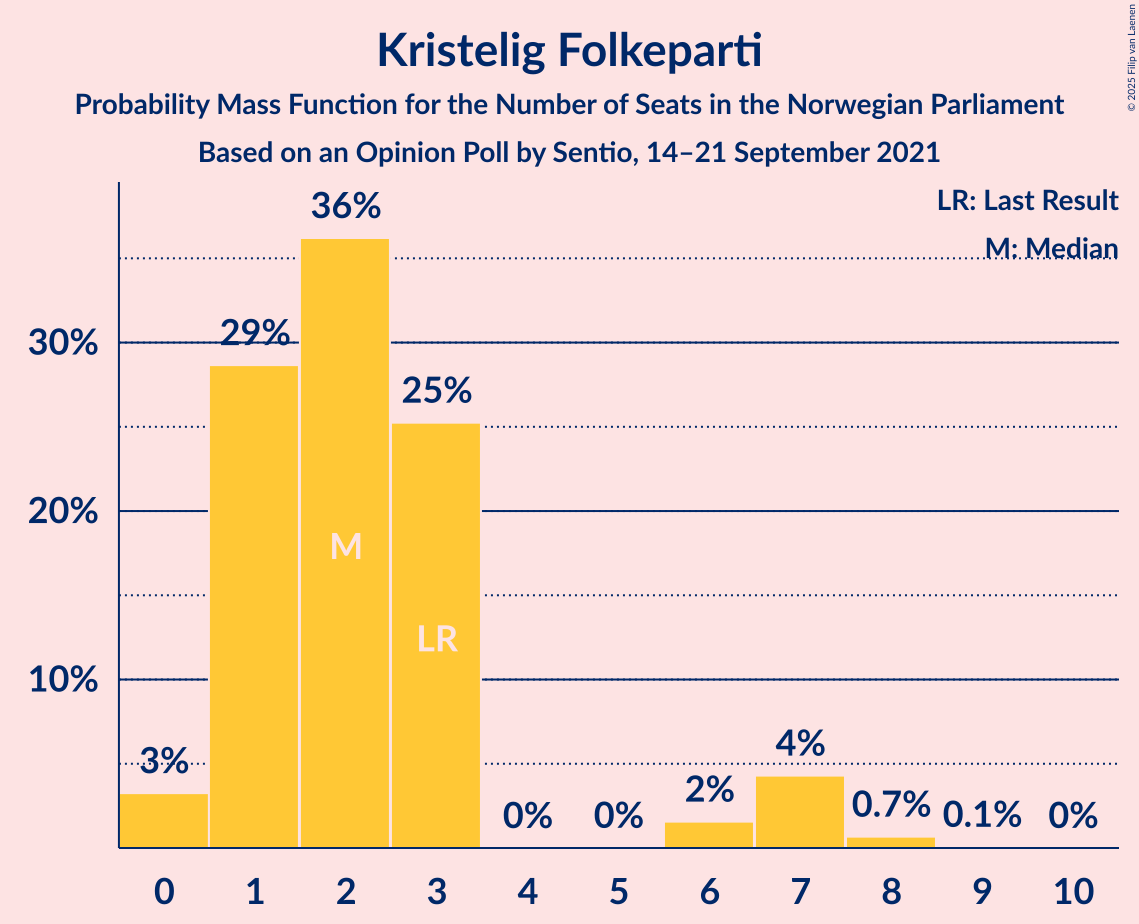 Kristelig Folkeparti
Probability Mass Function for the Number of Seats in the Norwegian Parliament
Based on an Opinion Poll by Sentio, 14–21 September 2021
© 2025 Filip van Laenen
LR: Last Result
M: Median
30%
20%
10%
3%
29%
36%
25%
0%
0%
2%
4%
0.7%
0.1%
0%
M
LR
0 1 2 3 4 5 6 7 8 9 10